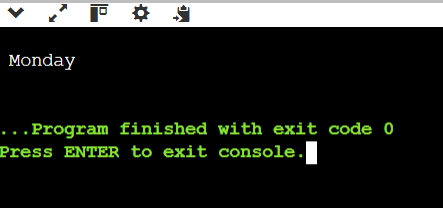 Monday
...Program finished with exit code 0
Press ENTER to exit console.